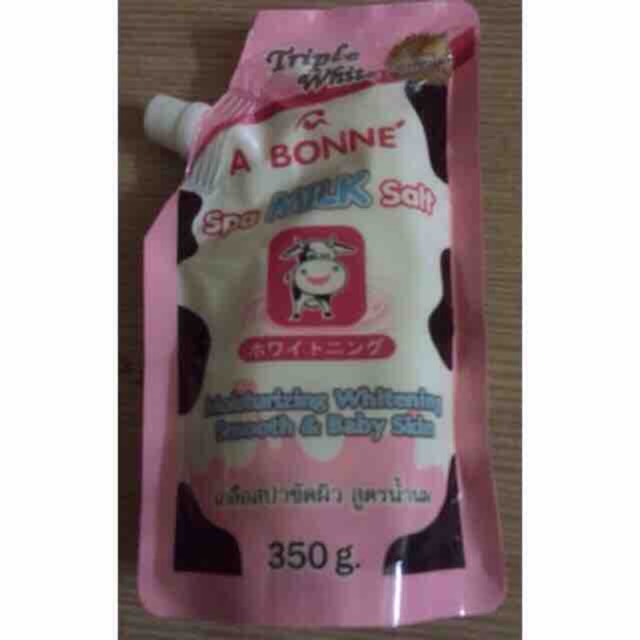 Triple
White
A BONNE'
Spa MILK Salt
ホワイトニング
Moisturizing Whitening
Smooth & Baby Skin
เกลือสปาขัดผิว สูตรน้ำนม
350 g.